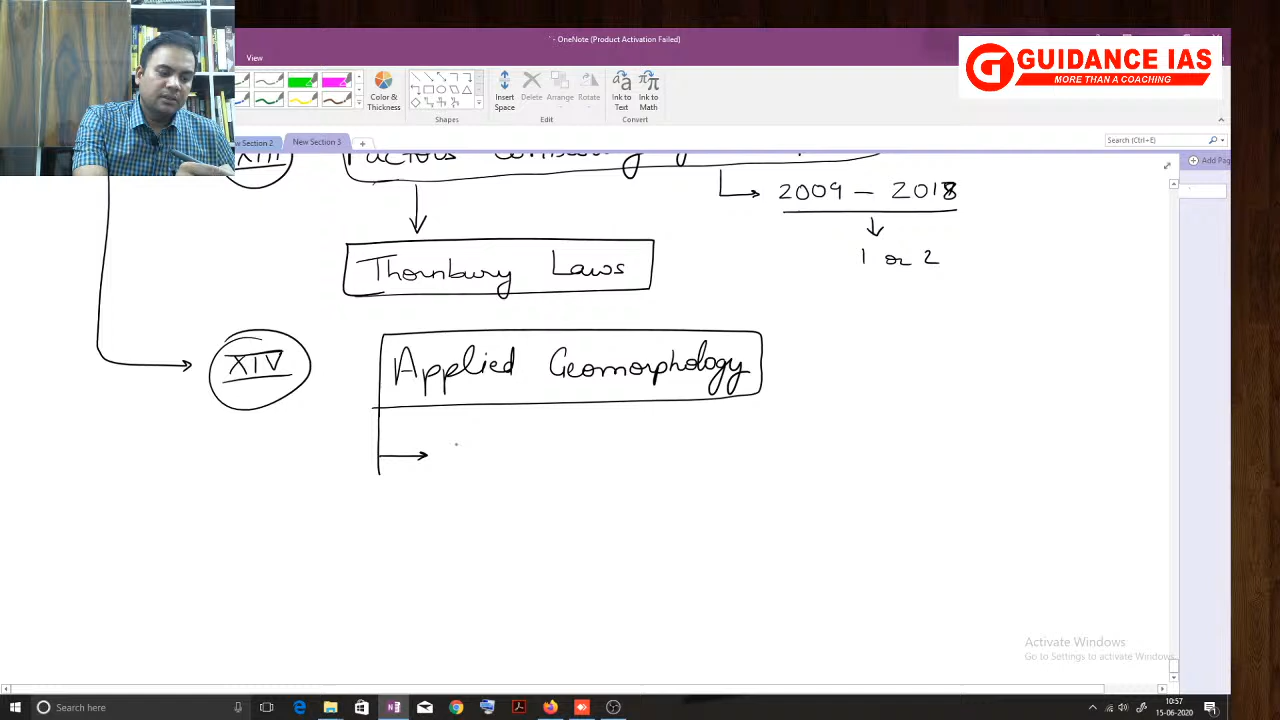 - OneNote (Product Activation Failed)
GUIDANCE IAS
MORE THAN A COACHING
View
Color &
Thickness
Shapes
Insert
Space
Delete
Arrange
Rotate
Edit
Ink to
Text
Ink to
Math
Convert
w Section 2
New Section 3
Search (Ctrl+E)
Add Pag
XIII
Factors
2009 - 2018
1 or 2
Thornbury Laws
XIV
Applied Geomorphology
Activate Windows
Go to Settings to activate Windows.
Search here
10:57
15-06-2020